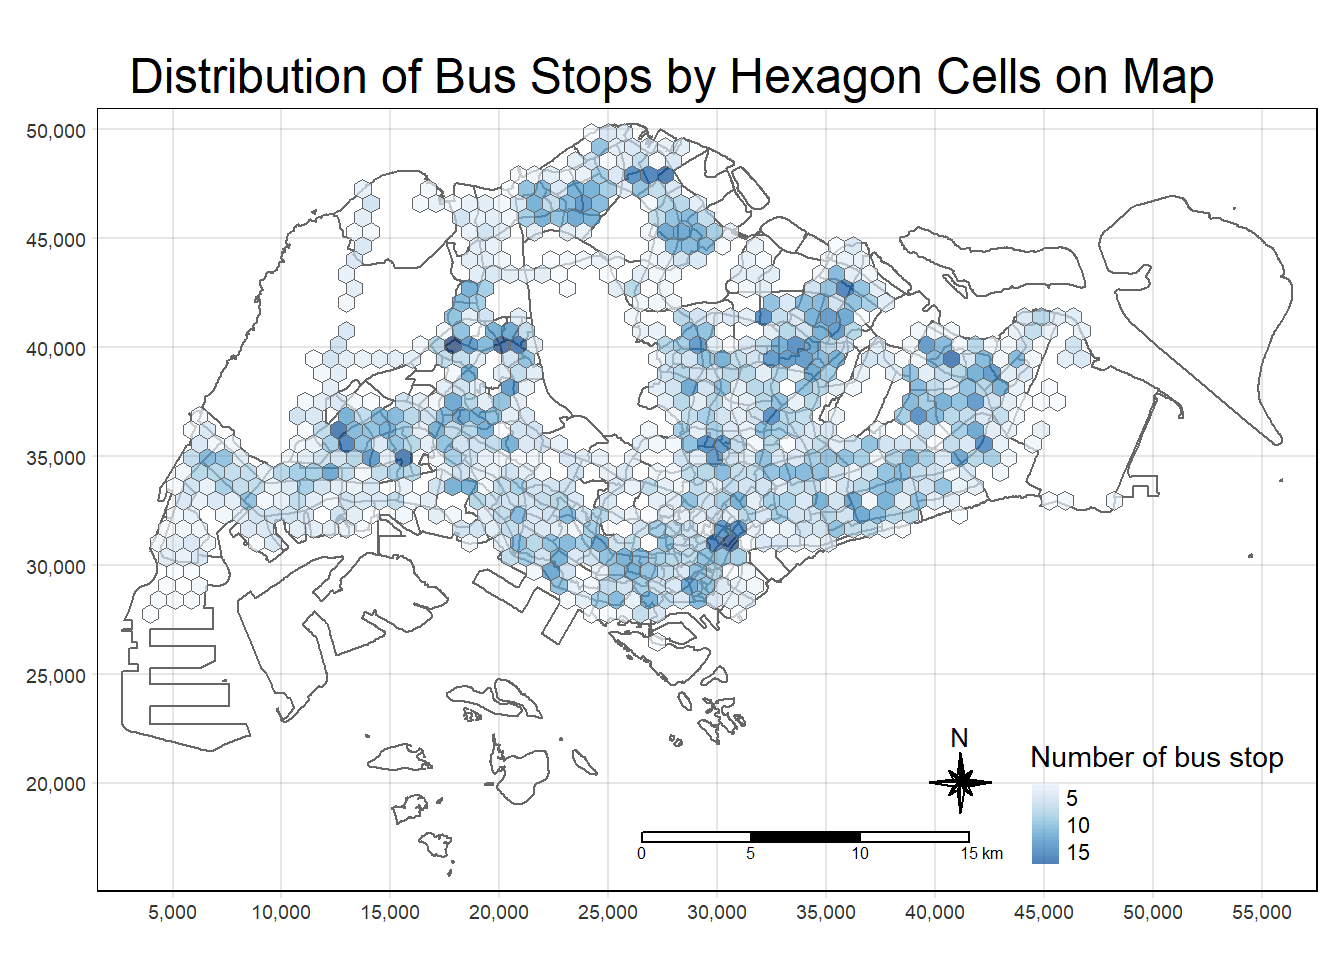 Distribution of Bus Stops by Hexagon Cells on Map
50,000
45,000
40,000
35,000
30,000
25,000
20,000
N
Number of bus stop
5
10
15
0 5 10 15 km
5,000 10,000 15,000 20,000 25,000 30,000 35,000 40,000 45,000 50,000 55,000